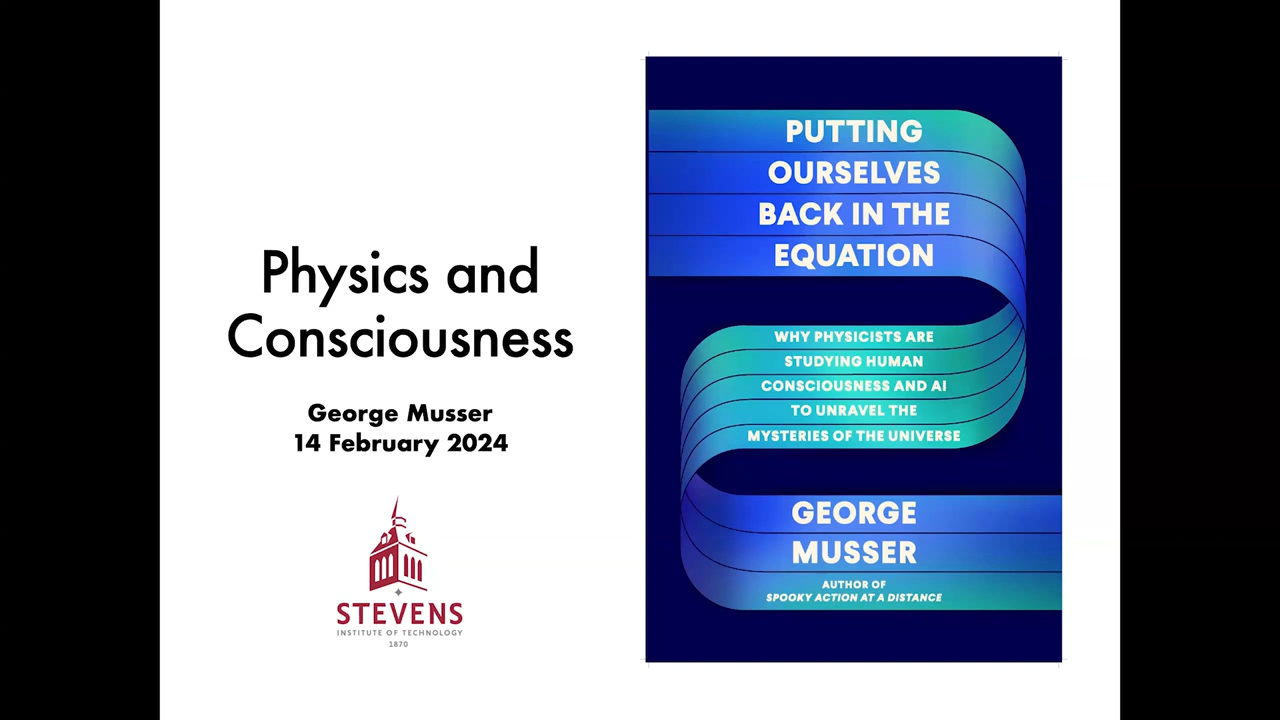 Physics and
Consciousness
George Musser
14 February 2024
STEVENS
INSTITUTE OF TECHNOLOGY
1870
PUTTING
OURSELVES
BACK IN THE
EQUATION
WHY PHYSICISTS ARE
STUDYING HUMAN
CONSCIOUSNESS AND AI
TO UNRAVEL THE
MYSTERIES OF THE UNIVERSE
GEORGE
MUSSER
AUTHOR OF
SPOOKY ACTION AT A DISTANCE